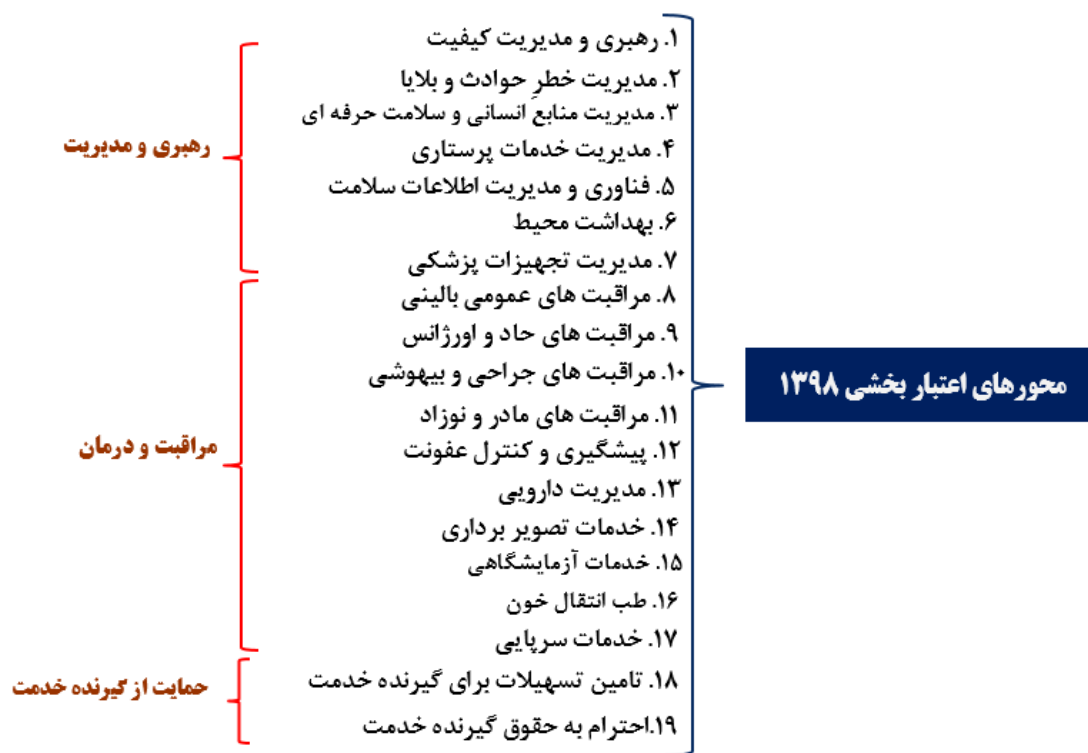 محورهای اعتبار بخشی ۱۳۹۸
رهبری و مدیریت
۱. رهبری و مدیریت کیفیت
۲. مدیریت خطرِ حوادث و بلایا
۳. مدیریت منابع انسانی و سلامت حرفه ای
۴. مدیریت خدمات پرستاری
۵. فناوری و مدیریت اطلاعات سلامت
۶. بهداشت محیط
۷. مدیریت تجهیزات پزشکی
مراقبت و درمان
۸. مراقبت های عمومی بالینی
۹. مراقبت های حاد و اورژانس
۱۰. مراقبت های جراحی و بیهوشی
۱۱. مراقبت های مادر و نوزاد
۱۲. پیشگیری و کنترل عفونت
۱۳. مدیریت دارویی
۱۴. خدمات تصویر برداری
۱۵. خدمات آزمایشگاهی
۱۶. طب انتقال خون
۱۷. خدمات سرپایی
حمایت از گیرنده خدمت
۱۸. تامین تسهیلات برای گیرنده خدمت
۱۹.احترام به حقوق گیرنده خدمت